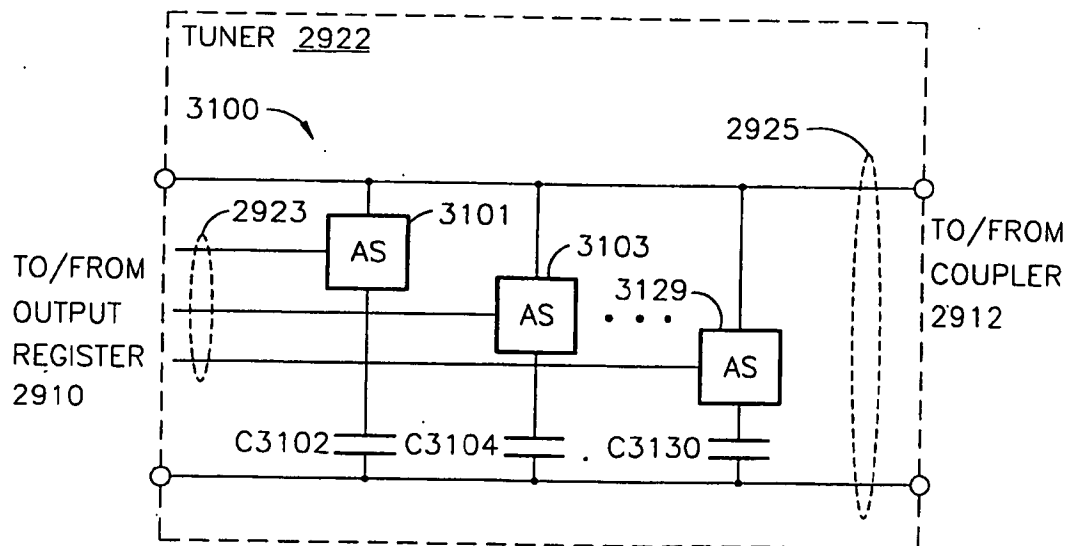 TUNER 2922
3100
2925
2923
3101
AS
3103
TO/FROM
OUTPUT
REGISTER
2910
AS
3129
• • •
AS
TO/FROM
COUPLER
2912
C3102
C3104
C3130